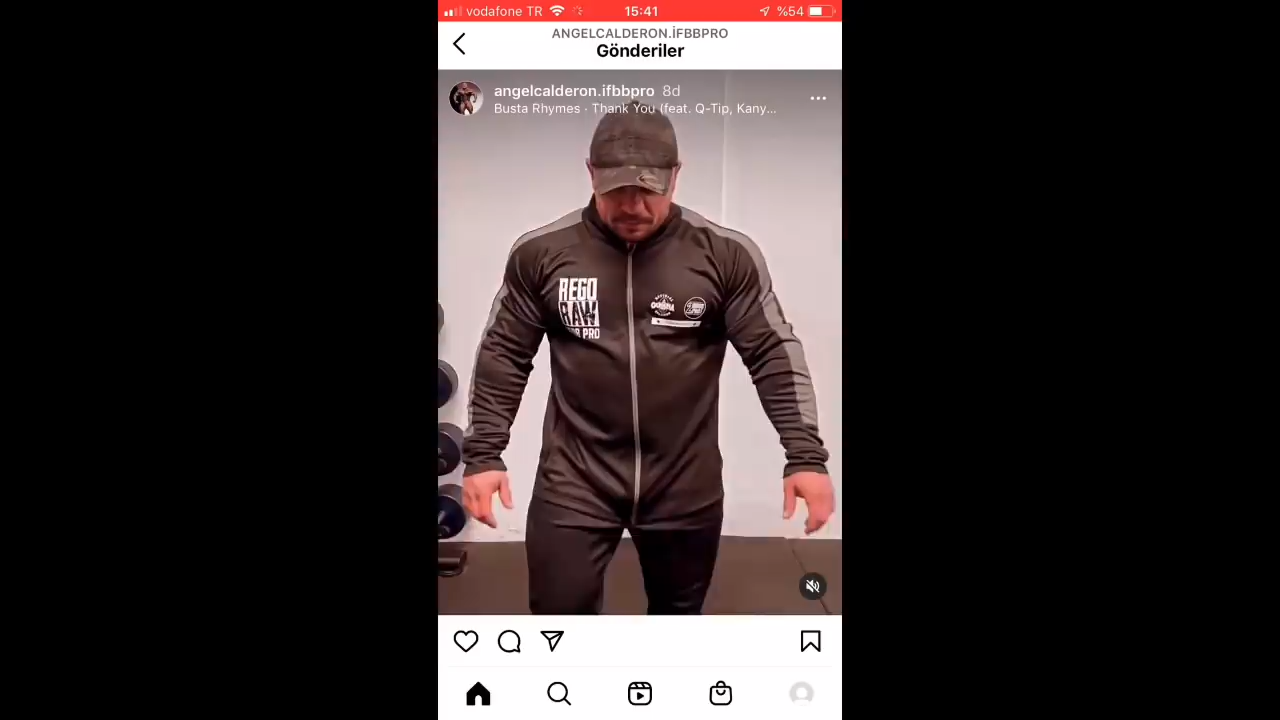 vodafone TR
15:41
%54
ANGELCALDERON.İFBBPRO
Gönderiler
angelcalderon.ifbbpro 8d
Busta Rhymes · Thank You (feat. Q-Tip, Kany...
REGO
RAW
PRO
OLYMPIA